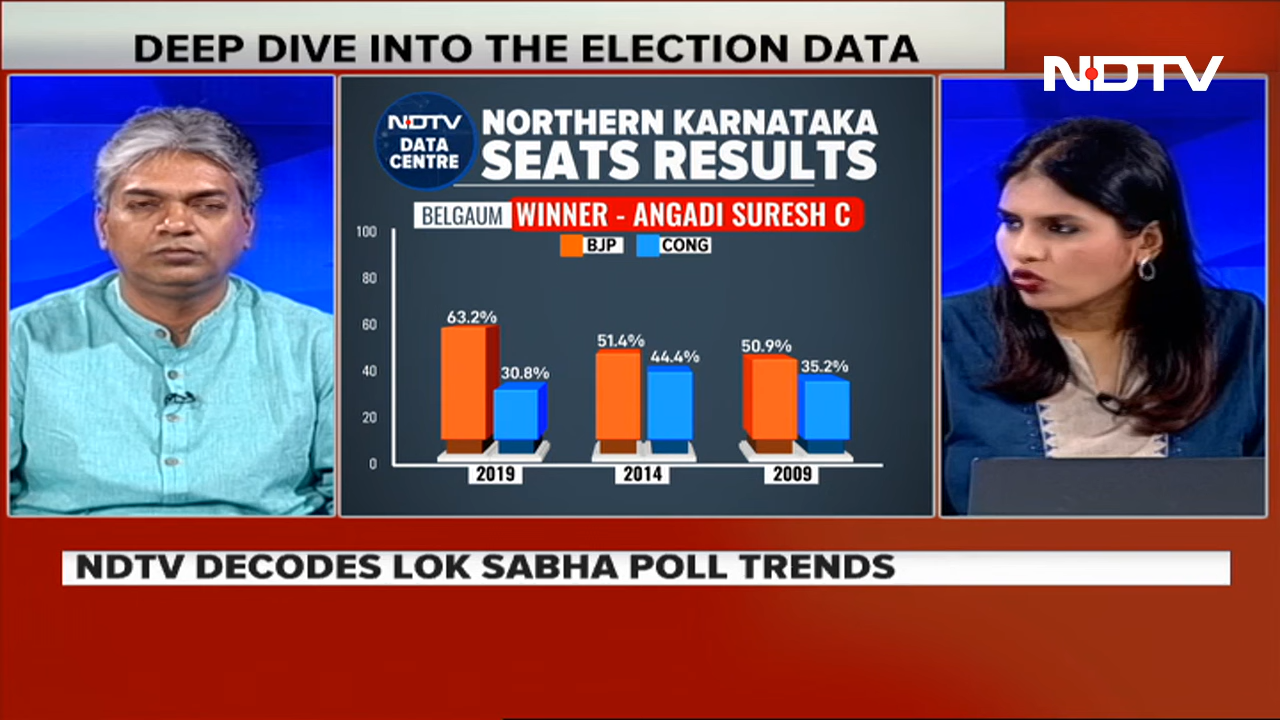 DEEP DIVE INTO THE ELECTION DATA
NDTV
NDTV
DATA
CENTRE
NORTHERN KARNATAKA
SEATS RESULTS
BELGAUM WINNER - ANGADI SURESH C
BJP CONG
100
80
60
40
20
0
63.2%
30.8%
51.4%
44.4%
50.9%
35.2%
2019 2014 2009
NDTV DECODES LOK SABHA POLL TRENDS